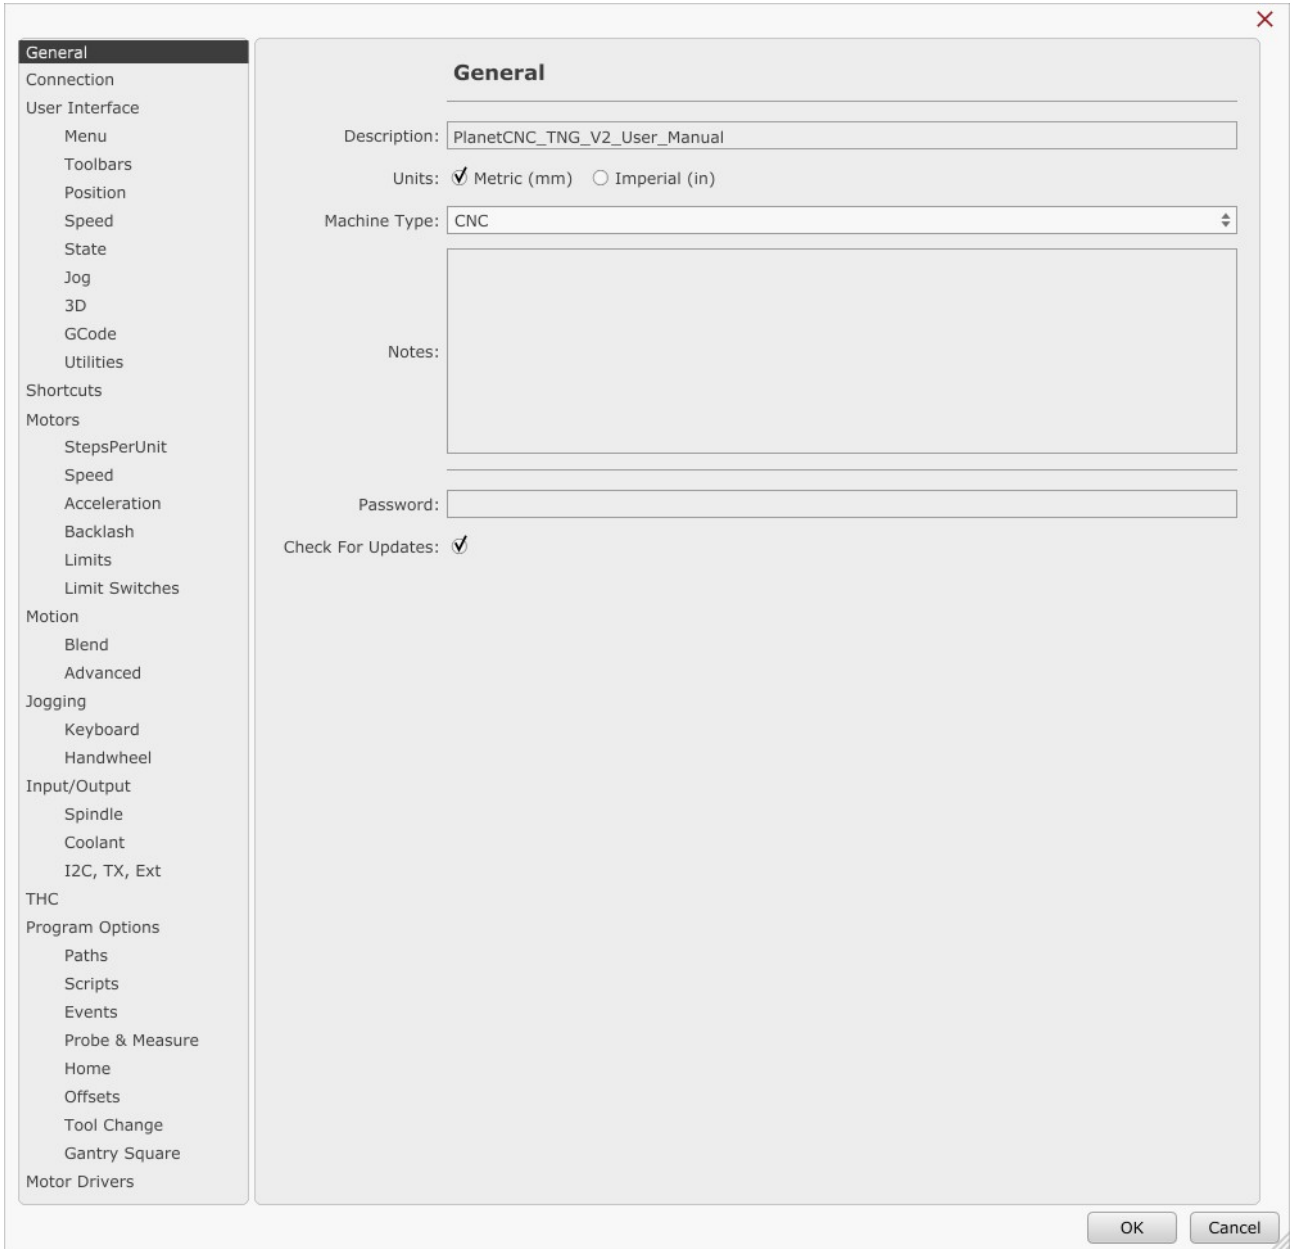 General
Connection
User Interface
Menu
Toolbars
Position
Speed
State
Jog
3D
GCode
Utilities
Shortcuts
Motors
StepsPerUnit
Speed
Acceleration
Backlash
Limits
Limit Switches
Motion
Blend
Advanced
Jogging
Keyboard
Handwheel
Input/Output
Spindle
Coolant
I2C, TX, Ext
THC
Program Options
Paths
Scripts
Events
Probe & Measure
Home
Offsets
Tool Change
Gantry Square
Motor Drivers
General
Description: PlanetCNC_TNG_V2_User_Manual
Units: Metric (mm) Imperial (in)
Machine Type: CNC
Notes:
Password:
Check For Updates:
OK Cancel